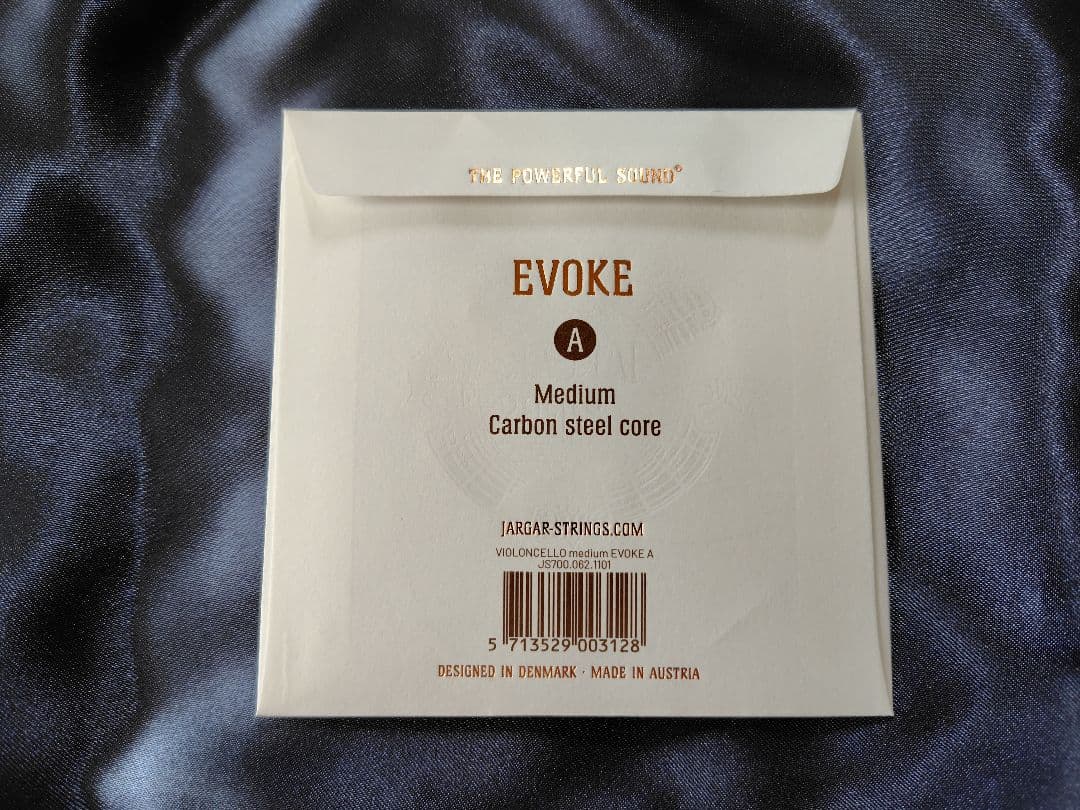 THE POWERFUL SOUND®
EVOKE
A
Medium
Carbon steel core
JARGAR-STRINGS.COM
VIOLONCELLO medium EVOKE A
JS700.062.1101
5 713529 003128
DESIGNED IN DENMARK · MADE IN AUSTRIA